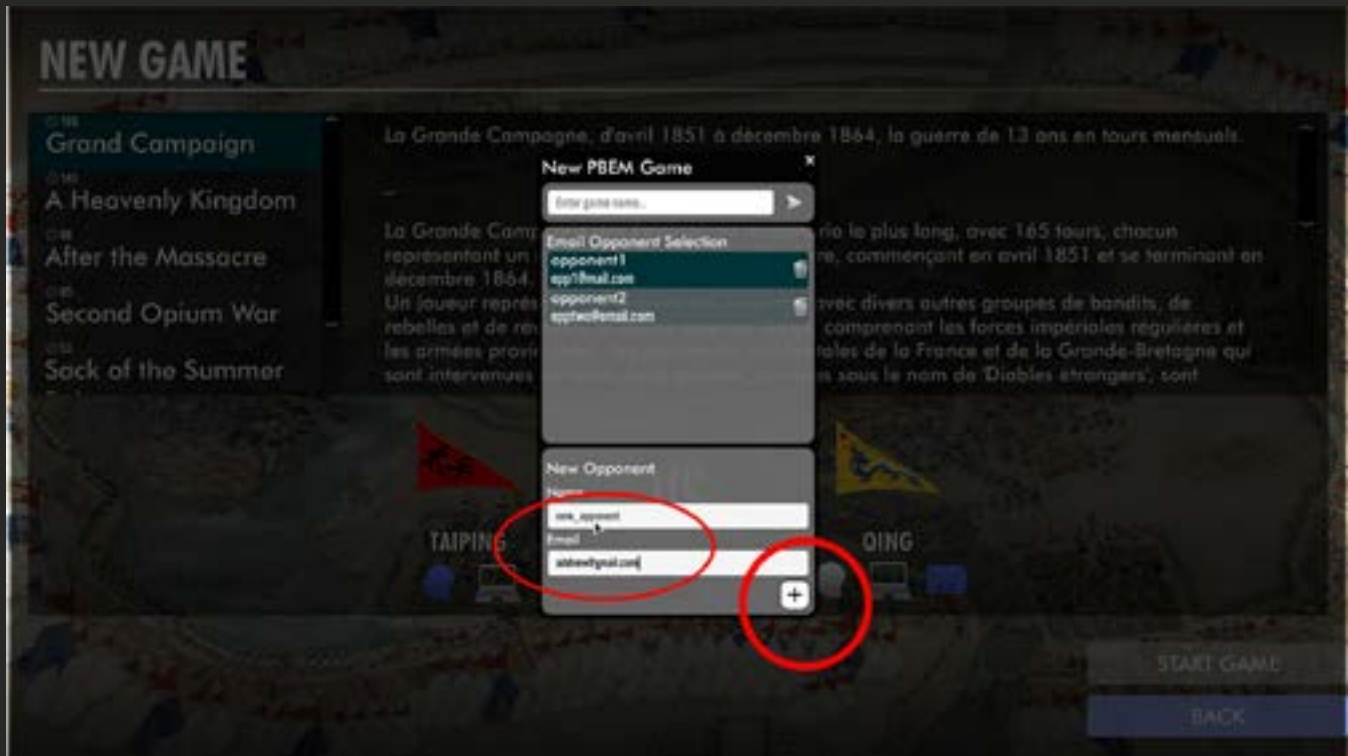 NEW GAME
Grand Campaign
A Heavenly Kingdom
After the Massacre
Second Opium War
Sack of the Summer
La Grande Campagne, d'avril 1851 à décembre 1864, la guerre de 13 ans en tours mensuels.
La Grande Camp
rio le plus long, avec 165 tours, chacun
représentant un
re, commençant en avril 1851 et se terminant en
décembre 1864.
Un joueur repré
avec divers autres groupes de bandits, de
rebelles et de re
comprenant les forces impériales régulières et
les armées provi
de la France et de la Grande-Bretagne qui
sont intervenues
sous le nom de 'Diables étrangers', sont
New PBEM Game
x
Enter game name...
Email Opponent Selection
opponent1
opponent2
New Opponent
Name
Email
+
TAIPING
QING
START GAME
BACK